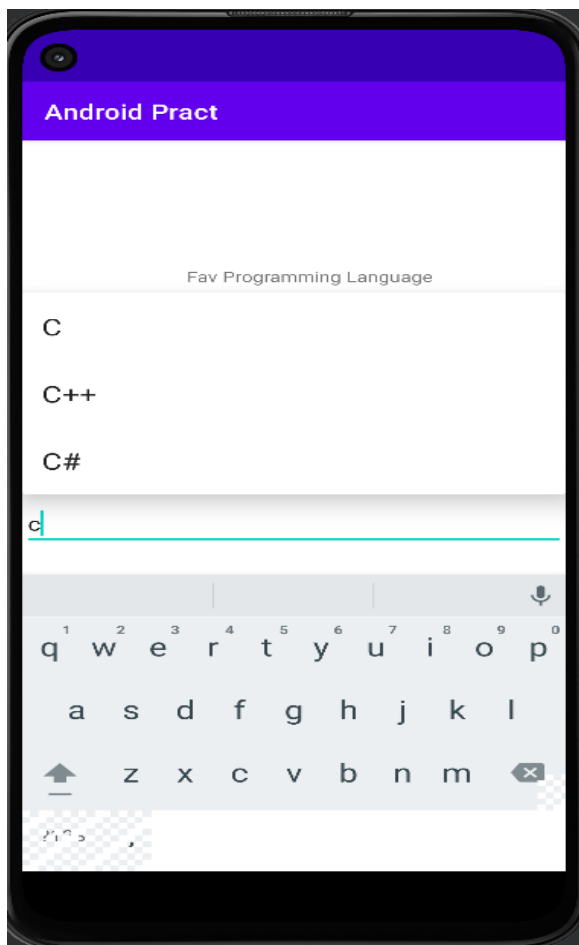 Android Pract
Fav Programming Language
C
C++
C#
c
1 2 3 4 5 6 7 8 9 0
q w e r t y u i o p
a s d f g h j k l
z x c v b n m
,